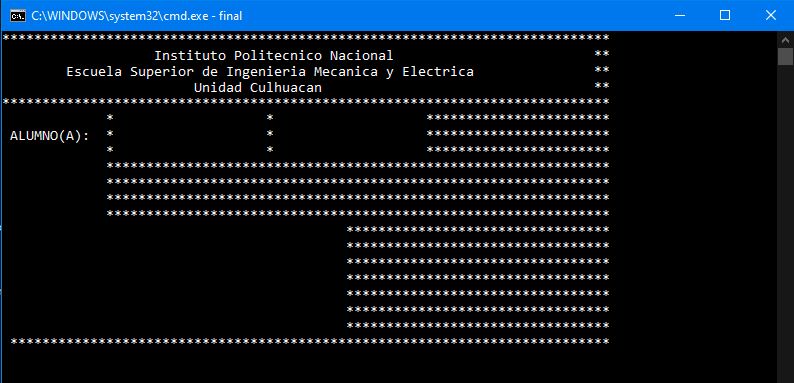 C:\WINDOWS\system32\cmd.exe - final
****************************************************************************
Instituto Politecnico Nacional **
Escuela Superior de Ingenieria Mecanica y Electrica **
Unidad Culhuacan **
****************************************************************************
* * ***********************
ALUMNO(A): * * ***********************
* * ***********************
***************************************************************
***************************************************************
***************************************************************
***************************************************************
*********************************
*********************************
*********************************
*********************************
*********************************
*********************************
*********************************
***************************************************************************